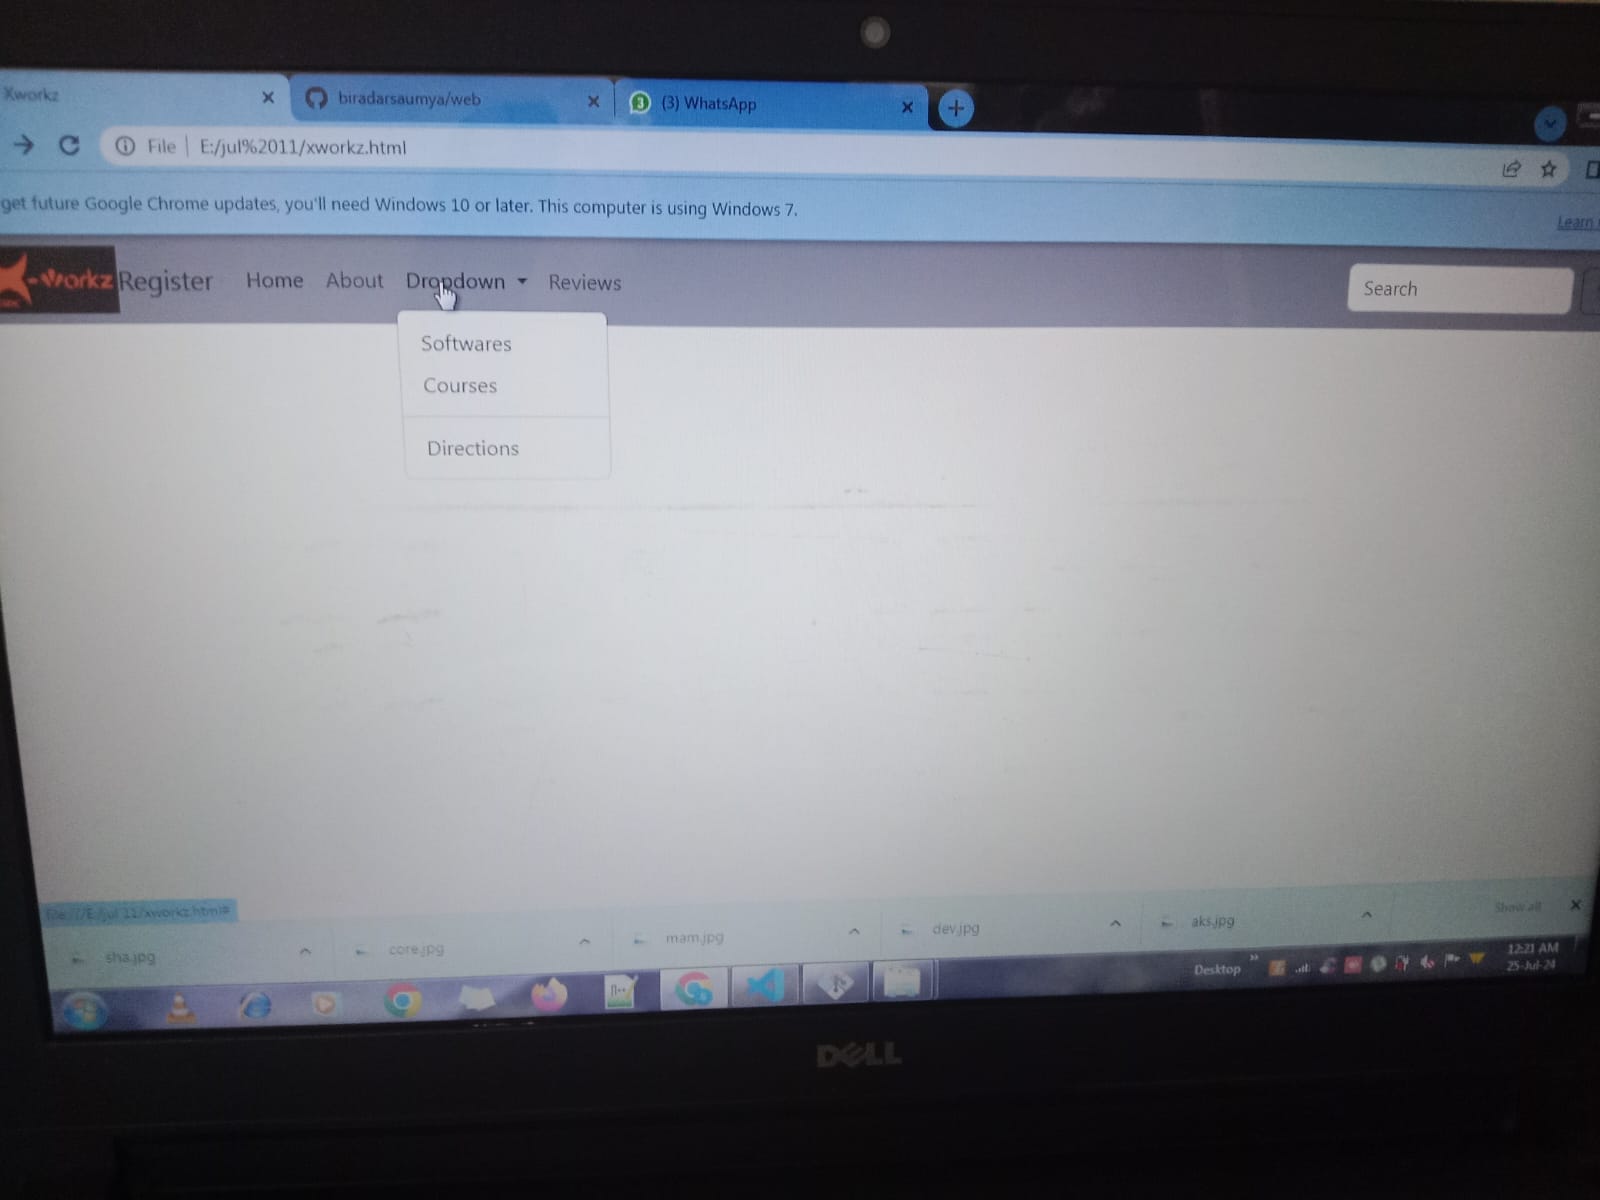 Xworkz
biradarsaumya/web
3
(3) WhatsApp
File
E:/jul%2011/xworkz.html
get future Google Chrome updates, you'll need Windows 10 or later. This computer is using Windows 7.
Learn
-workz
Register
Home
About
Dropdown
Reviews
Search
Softwares
Courses
Directions
file:///E:/jul 11/xworkz.html#
sha.jpg
core.jpg
mam.jpg
dev.jpg
aks.jpg
Show all
Desktop
12:21 AM
25-Jul-24
DELL